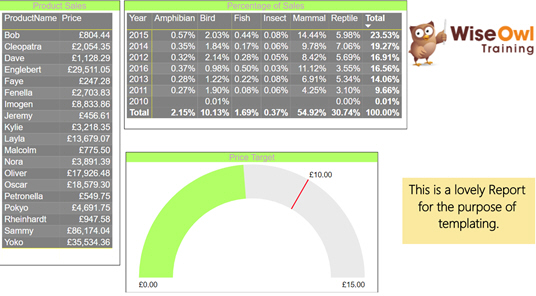 Product Sales
ProductName Price
Bob £804.44
Cleopatra £2,054.35
Dave £1,128.29
Englebert £29,511.05
Faye £247.28
Fenella £2,703.83
Imogen £8,833.86
Jeremy £456.61
Kylie £3,218.35
Layla £13,679.07
Malcolm £775.50
Nora £3,891.39
Oliver £17,926.48
Oscar £18,579.30
Petronella £549.75
Pokyo £4,691.75
Rheinhardt £947.58
Sammy £86,174.04
Yoko £35,534.36
Percentage of Sales
Year Amphibian Bird Fish Insect Mammal Reptile Total
2015 0.57% 2.03% 0.44% 0.08% 14.44% 5.98% 23.53%
2014 0.35% 1.84% 0.17% 0.06% 9.78% 7.06% 19.27%
2012 0.32% 2.14% 0.28% 0.05% 8.42% 5.69% 16.91%
2016 0.37% 0.98% 0.50% 0.03% 11.12% 3.55% 16.56%
2013 0.28% 1.22% 0.22% 0.08% 6.91% 5.34% 14.06%
2011 0.27% 1.90% 0.08% 0.06% 4.25% 3.10% 9.66%
2010 0.01% 0.00% 0.01%
Total 2.15% 10.13% 1.69% 0.37% 54.92% 30.74% 100.00%
WiseOwl
Training
Price Target
£10.00
£0.00 £15.00
This is a lovely Report
for the purpose of
templating.